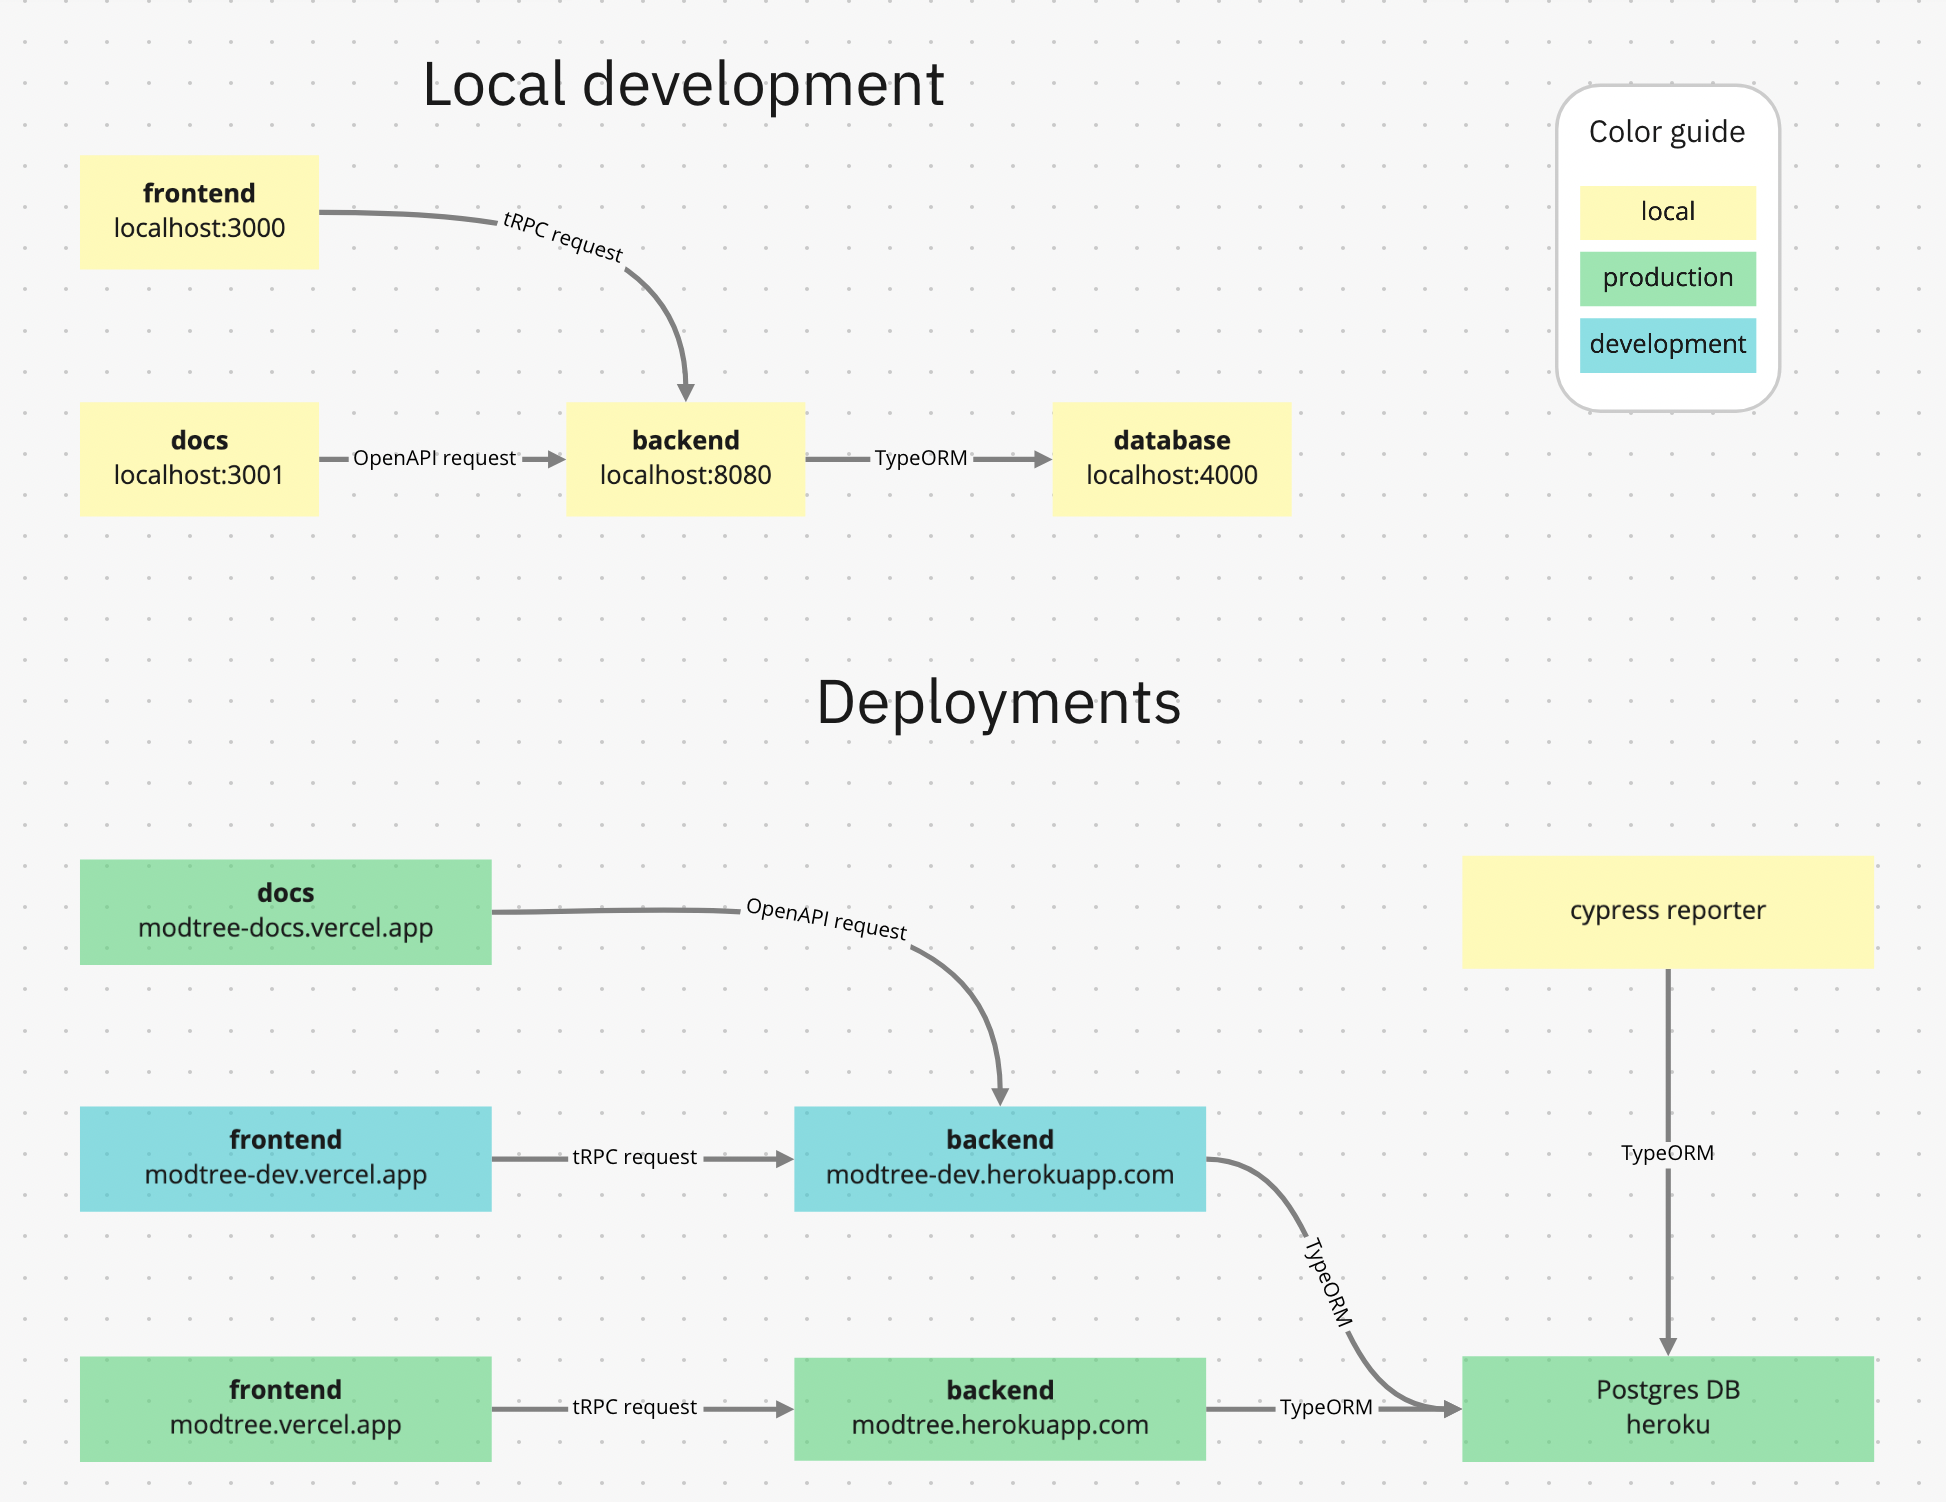 Local development
Color guide
local
production
development
frontend
localhost:3000
tRPC request
docs
localhost:3001
OpenAPI request
backend
localhost:8080
TypeORM
database
localhost:4000
Deployments
docs
modtree-docs.vercel.app
OpenAPI request
cypress reporter
frontend
modtree-dev.vercel.app
tRPC request
backend
modtree-dev.herokuapp.com
TypeORM
TypeORM
frontend
modtree.vercel.app
tRPC request
backend
modtree.herokuapp.com
TypeORM
Postgres DB
heroku